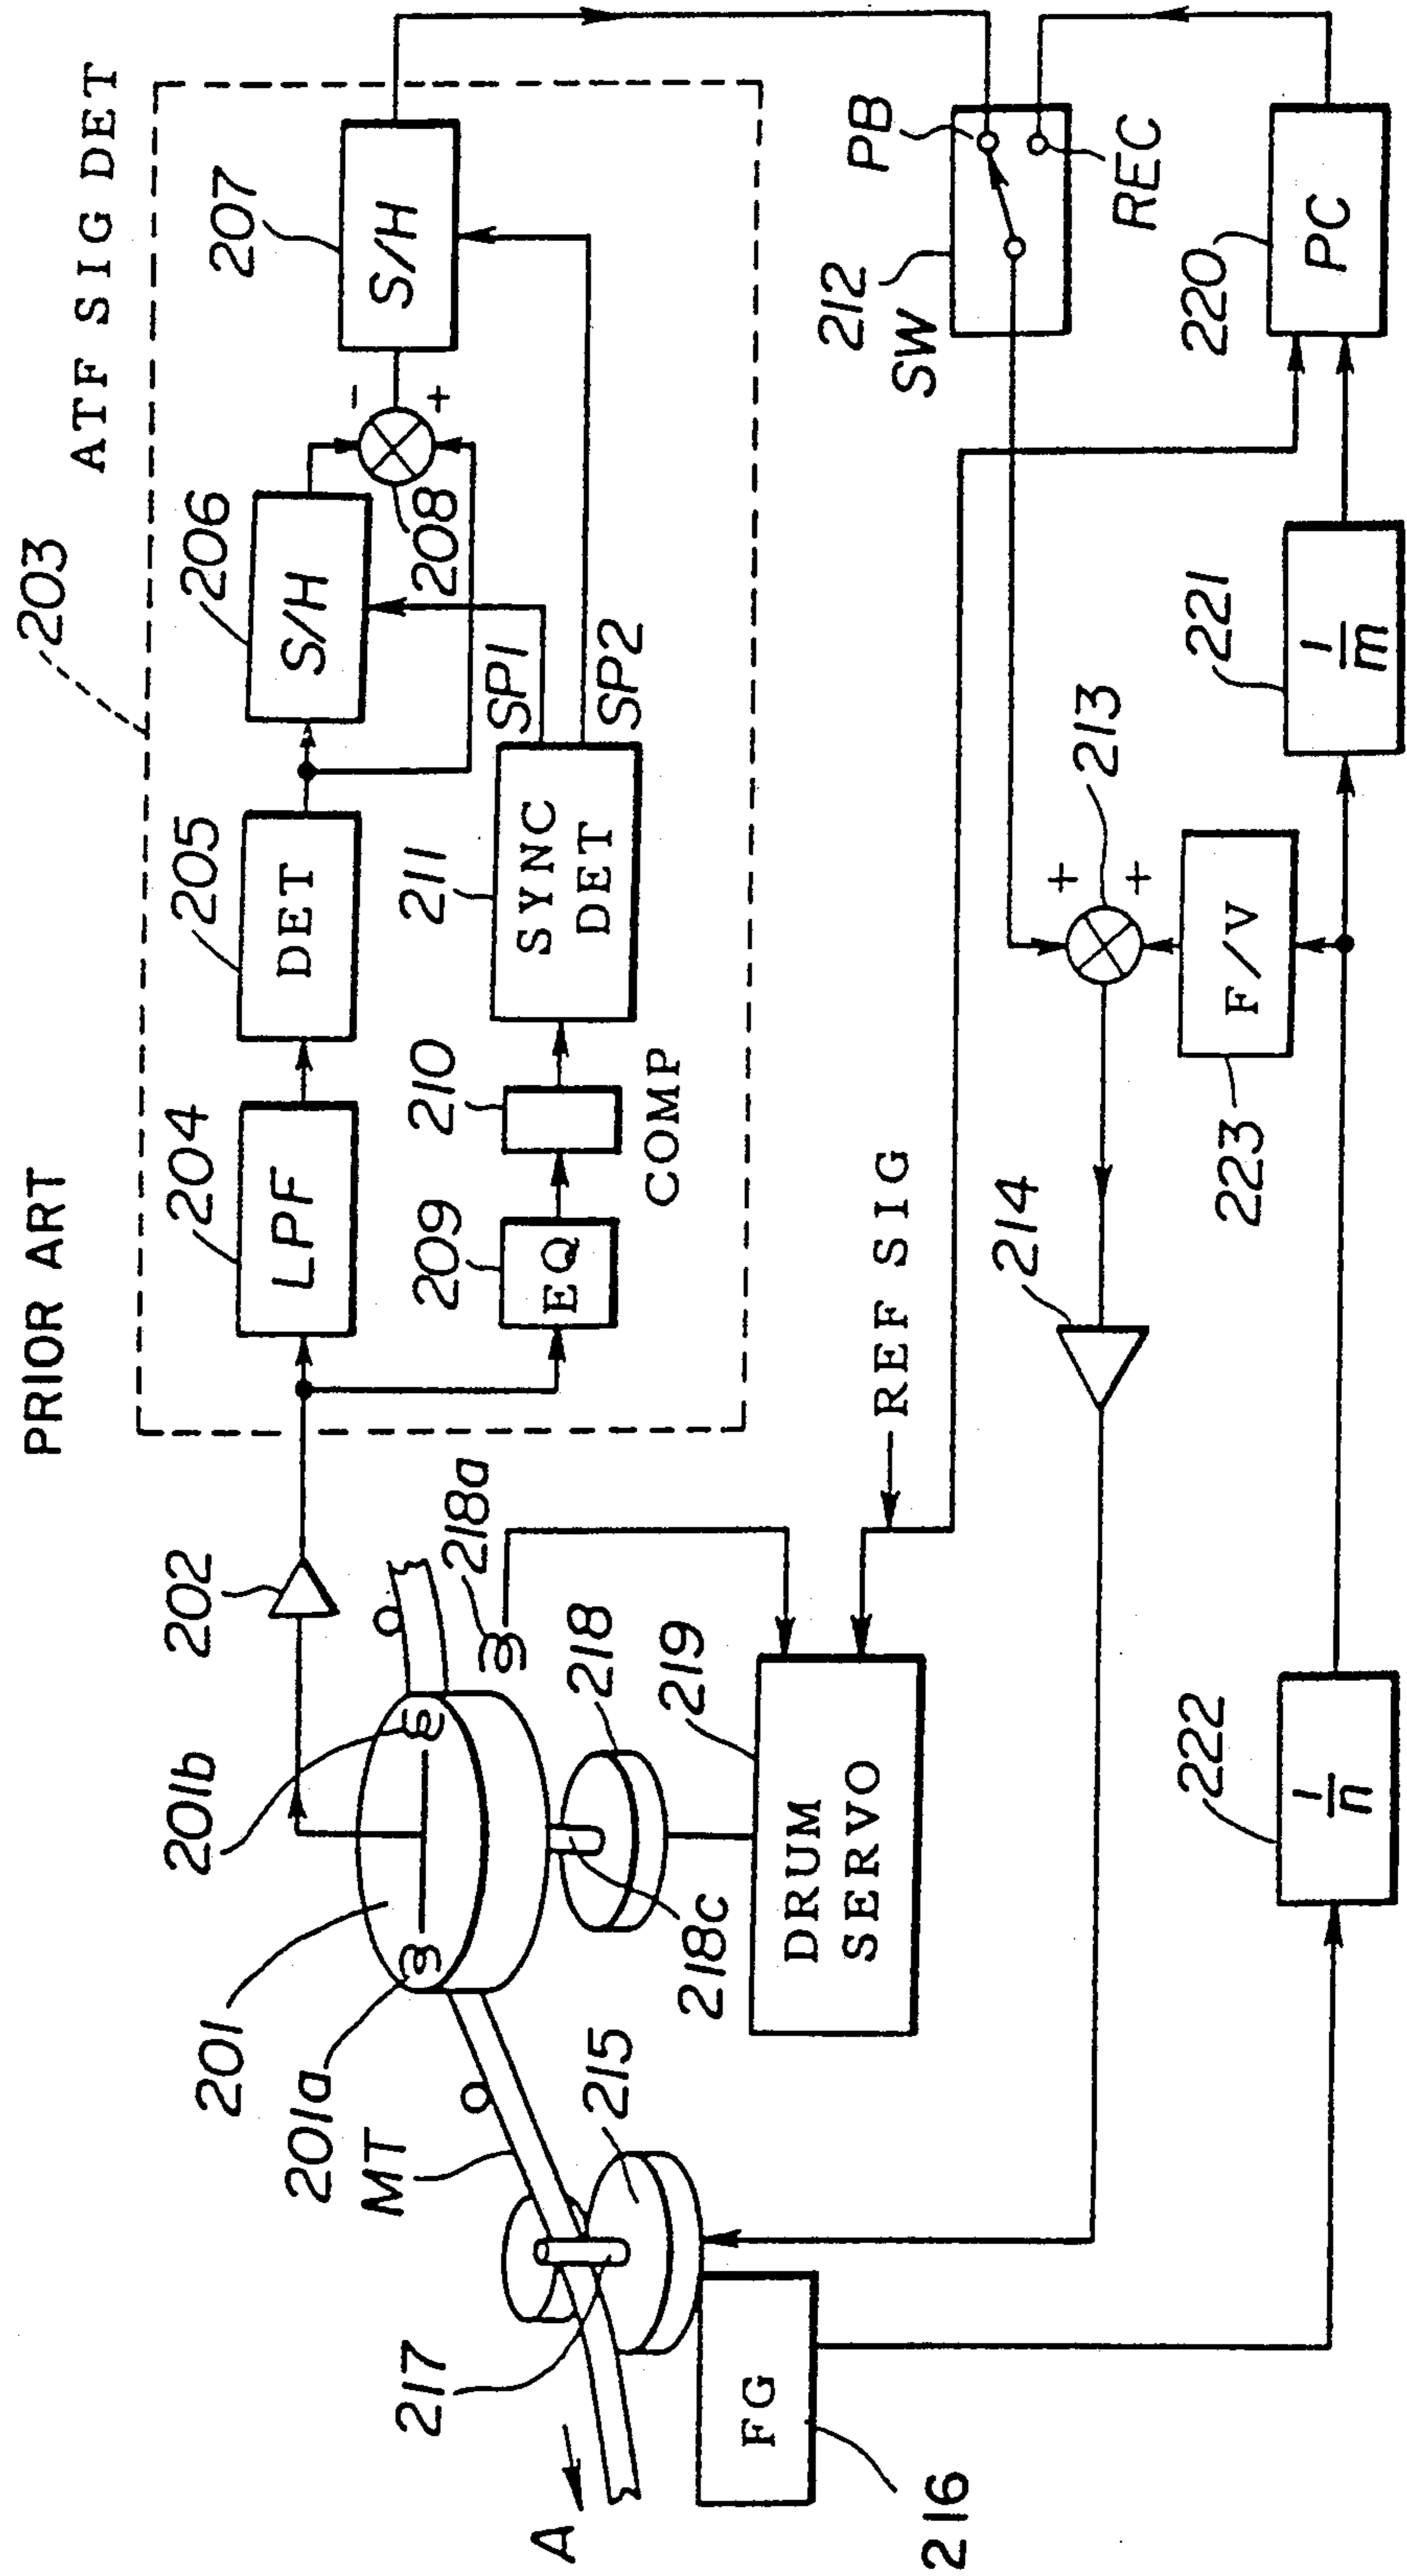 PRIOR ART
203
ATF SIG DET
202
204
LPF
205
DET
206
S/H
207
S/H
208
−
+
209
EQ
210
COMP
211
SYNC
DET
SP1
SP2
201
201a
201b
MT
217
A
215
216
FG
218
218a
218c
219
DRUM
SERVO
REF SIG
212
SW
PB
REC
213
+
+
214
223
F/V
220
PC
221
1/m
222
1/n